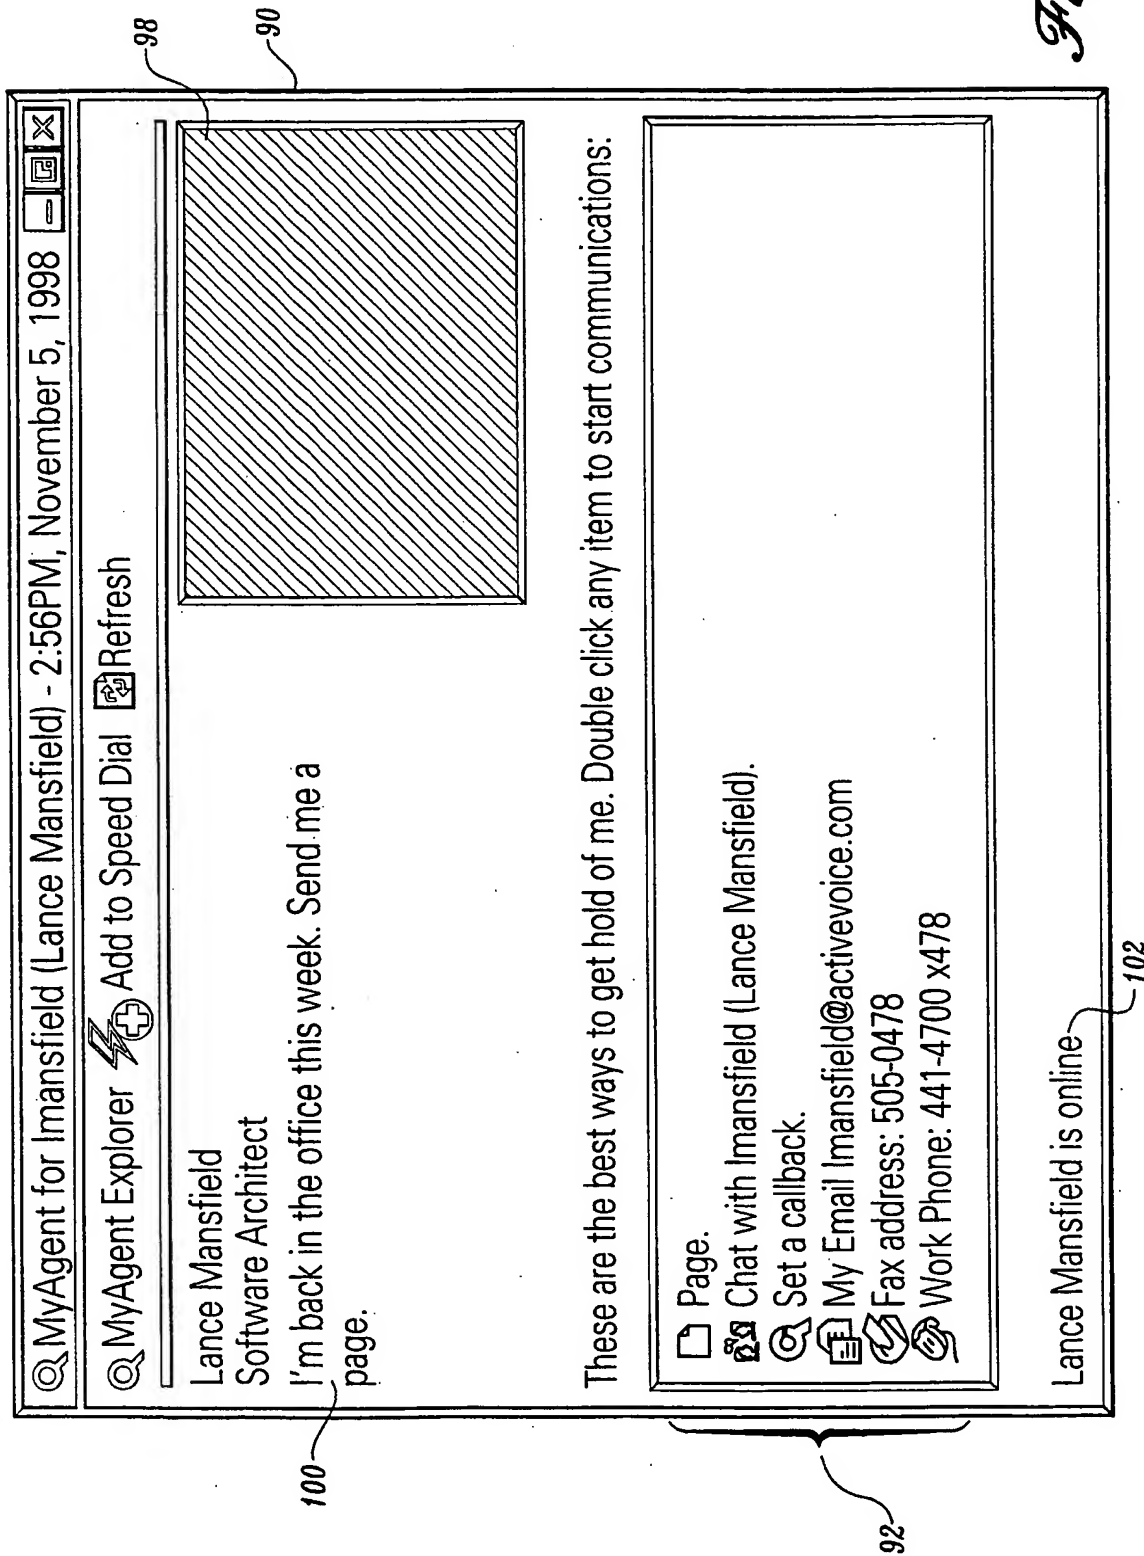 MyAgent for lmansfield (Lance Mansfield) - 2:56PM, November 5, 1998
MyAgent Explorer Add to Speed Dial Refresh
98
90
Lance Mansfield
Software Architect
I'm back in the office this week. Send me a
page.
100
These are the best ways to get hold of me. Double click any item to start communications:
Page.
Chat with lmansfield (Lance Mansfield).
Set a callback.
My Email lmansfield@activevoice.com
Fax address: 505-0478
Work Phone: 441-4700 x478
92
Lance Mansfield is online
102